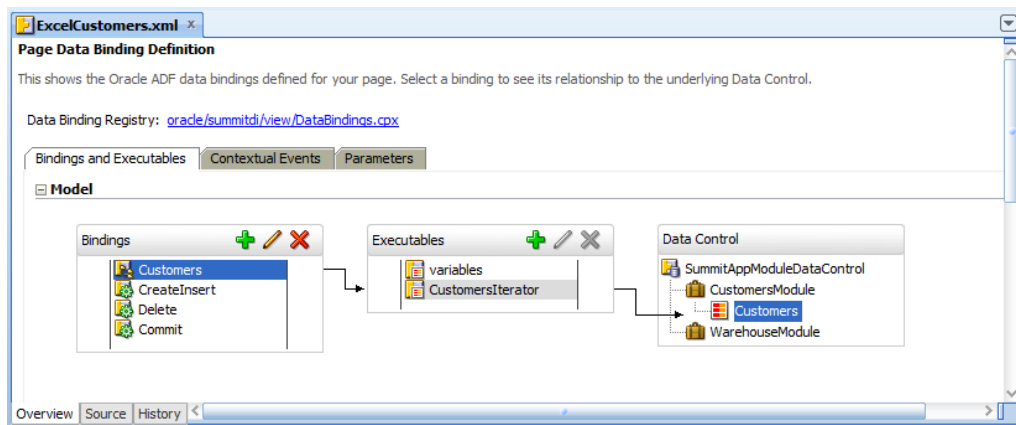 ExcelCustomers.xml
Page Data Binding Definition
This shows the Oracle ADF data bindings defined for your page. Select a binding to see its relationship to the underlying Data Control.
Data Binding Registry: oracle/summitdi/view/DataBindings.cpx
Bindings and Executables Contextual Events Parameters
Model
Bindings Executables Data Control
Customers variables SummitAppModuleDataControl
CreateInsert CustomersIterator CustomersModule
Delete Customers
Commit WarehouseModule
Overview Source History